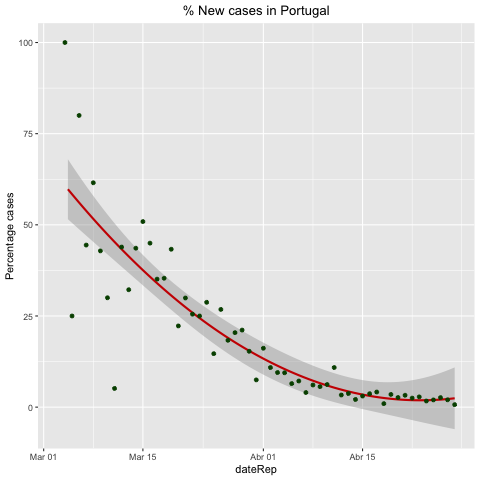 % New cases in Portugal
Percentage cases
100
75
50
25
0
Mar 01
Mar 15
Abr 01
Abr 15
dateRep